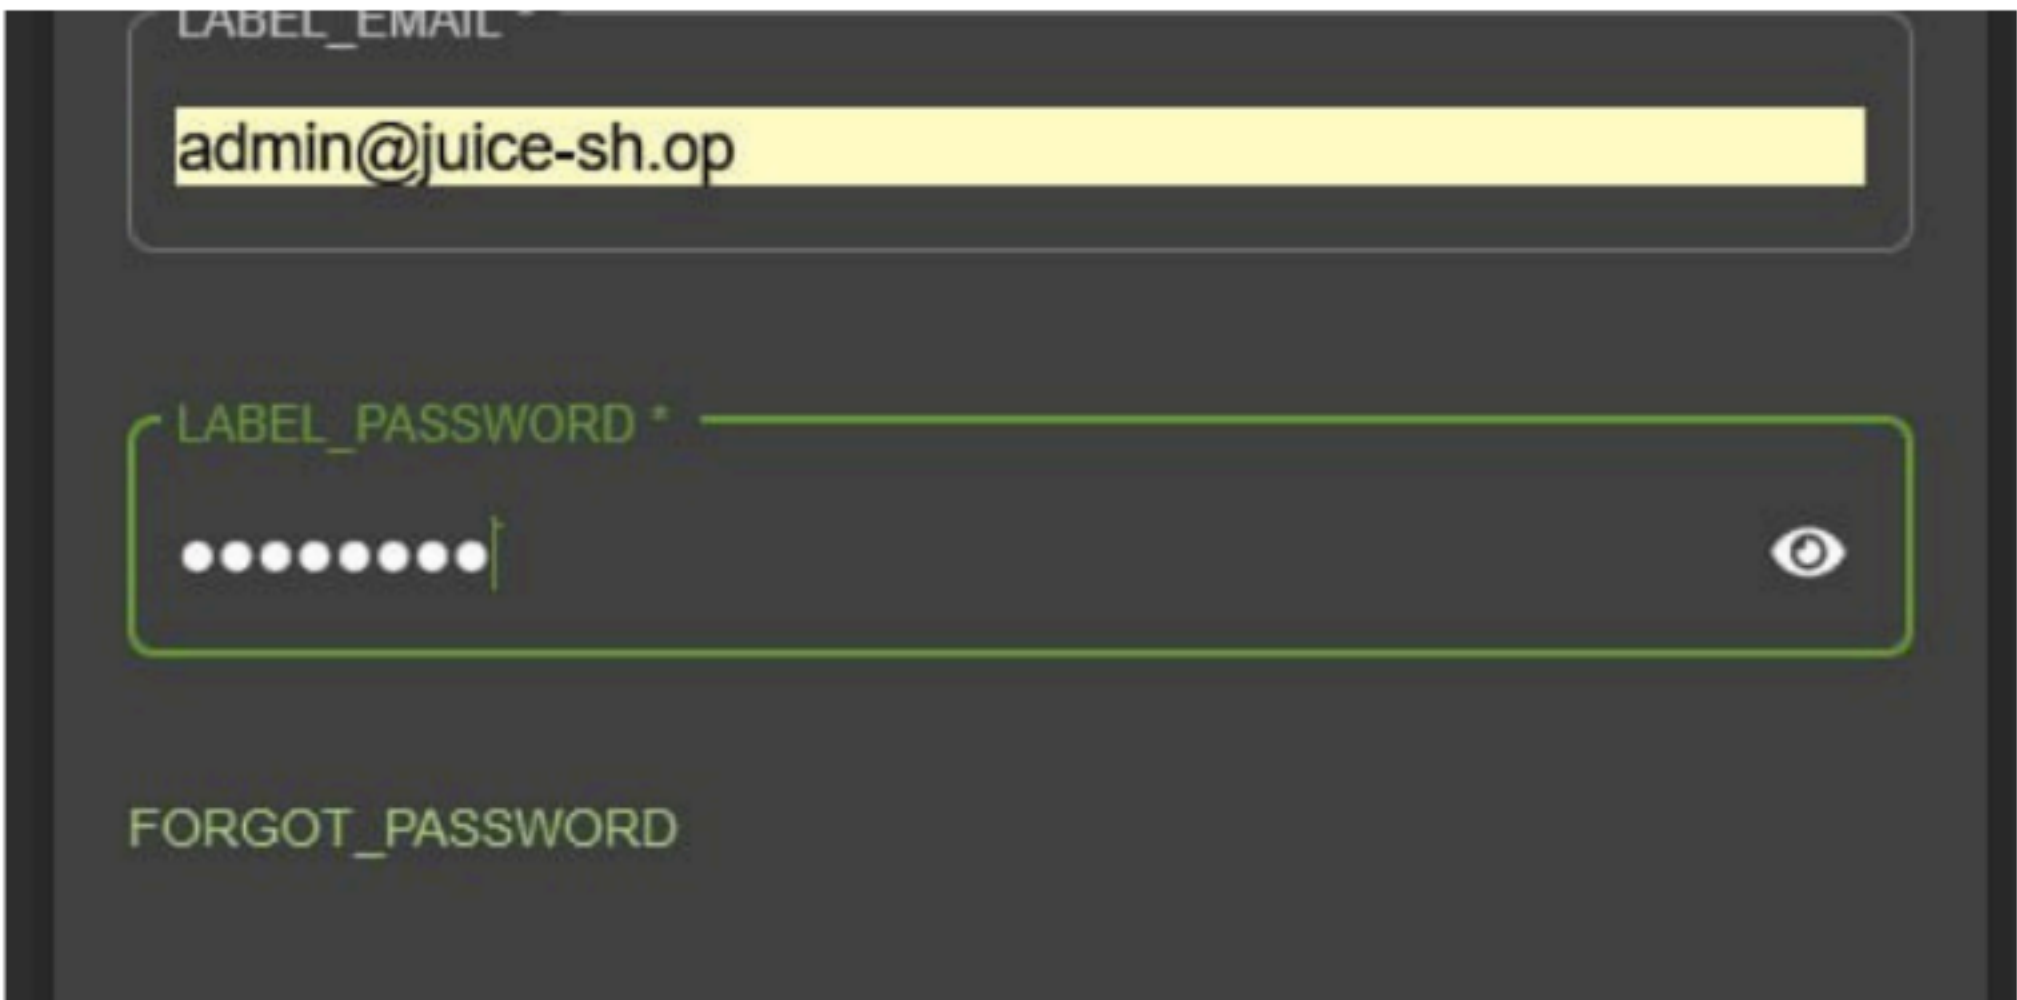 LABEL_EMAIL *
admin@juice-sh.op
LABEL_PASSWORD *
••••••••
FORGOT_PASSWORD